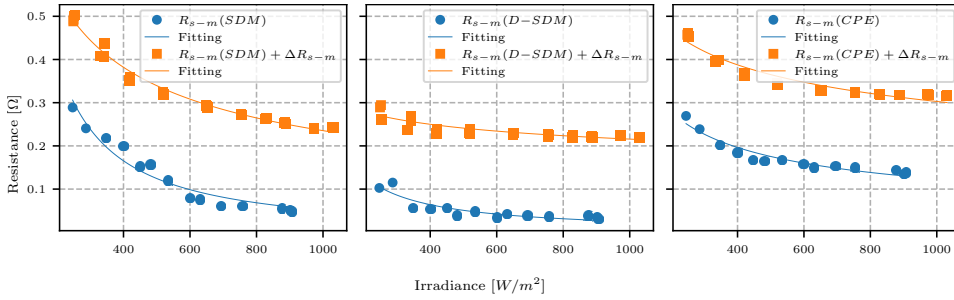 R_{s-m}(SDM)
Fitting
R_{s-m}(SDM) + ΔR_{s-m}
Fitting
R_{s-m}(D−SDM)
Fitting
R_{s-m}(D−SDM) + ΔR_{s-m}
Fitting
R_{s-m}(CPE)
Fitting
R_{s-m}(CPE) + ΔR_{s-m}
Fitting
Resistance [Ω]
0.5
0.4
0.3
0.2
0.1
400 600 800 1000
400 600 800 1000
400 600 800 1000
Irradiance [W/m²]